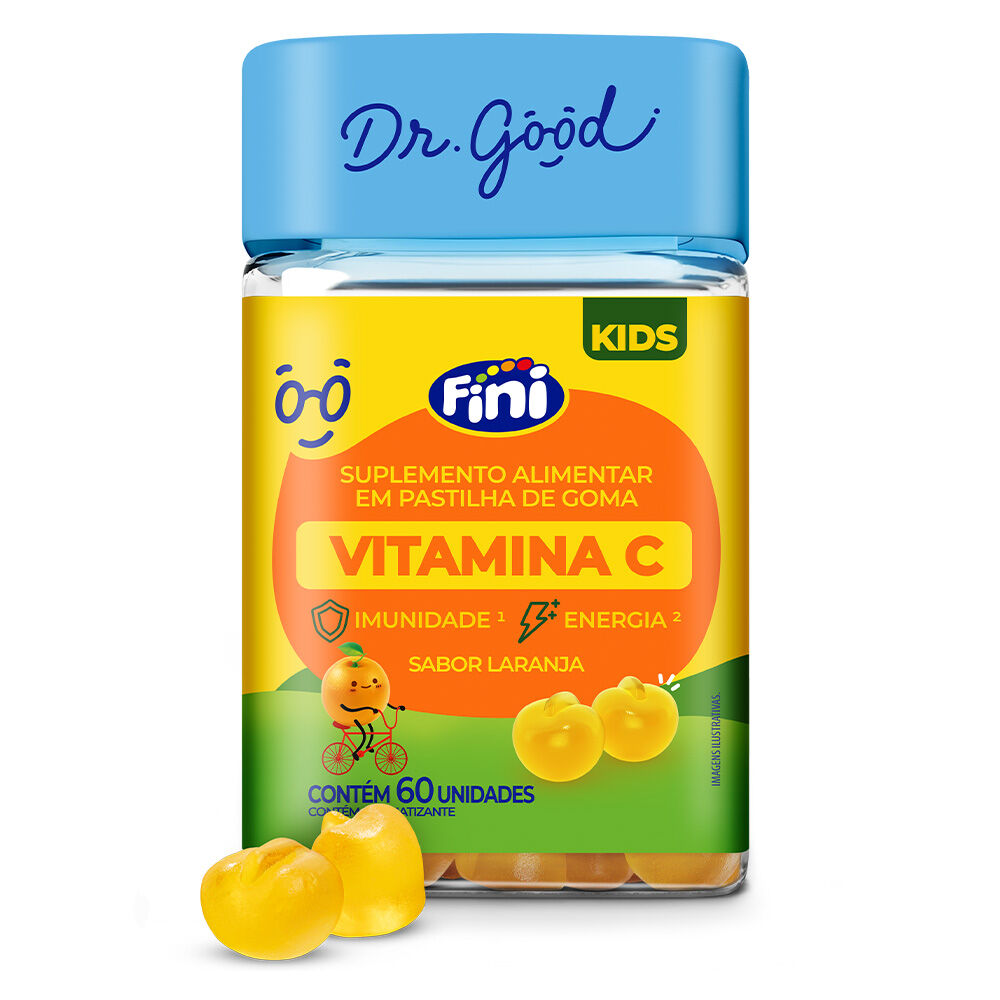 Dr. Good
KIDS
Fini
SUPLEMENTO ALIMENTAR
EM PASTILHA DE GOMA
VITAMINA C
IMUNIDADE ¹ ENERGIA ²
SABOR LARANJA
IMAGENS ILUSTRATIVAS.
CONTÉM 60 UNIDADES